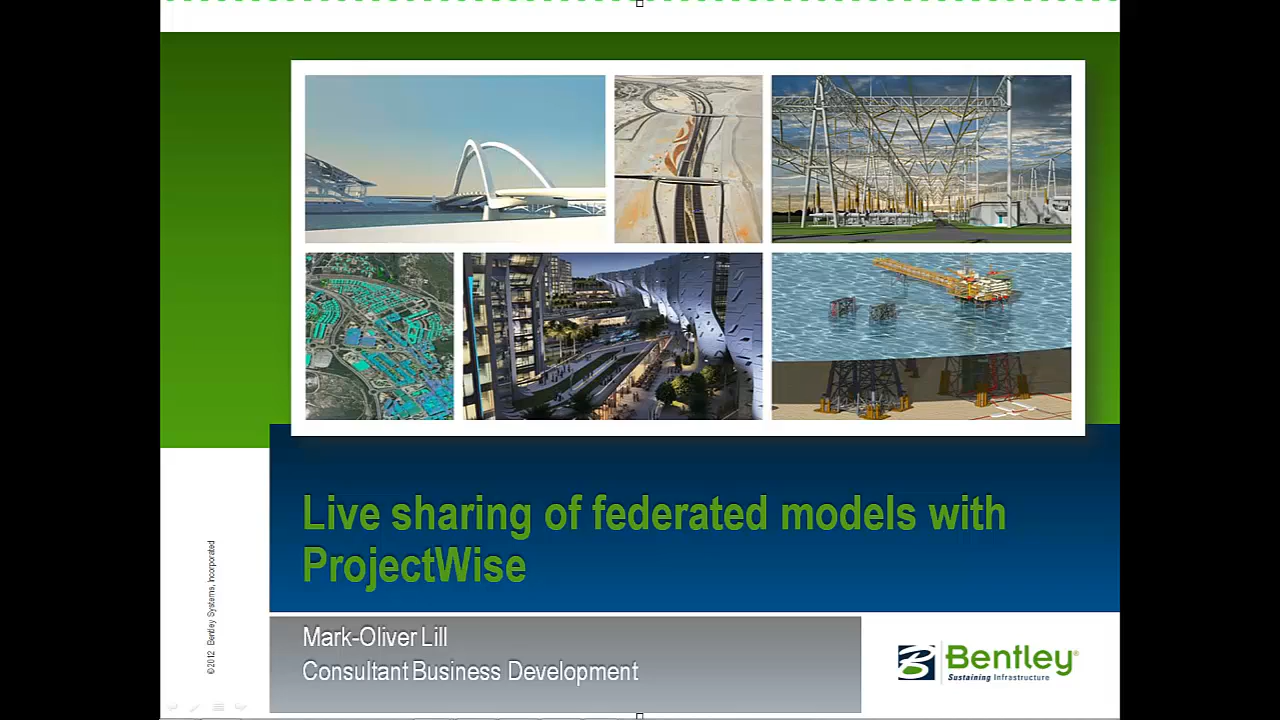 Live sharing of federated models with
ProjectWise
Mark-Oliver Lill
Consultant Business Development
©2012 Bentley Systems, Incorporated
Bentley®
Sustaining Infrastructure